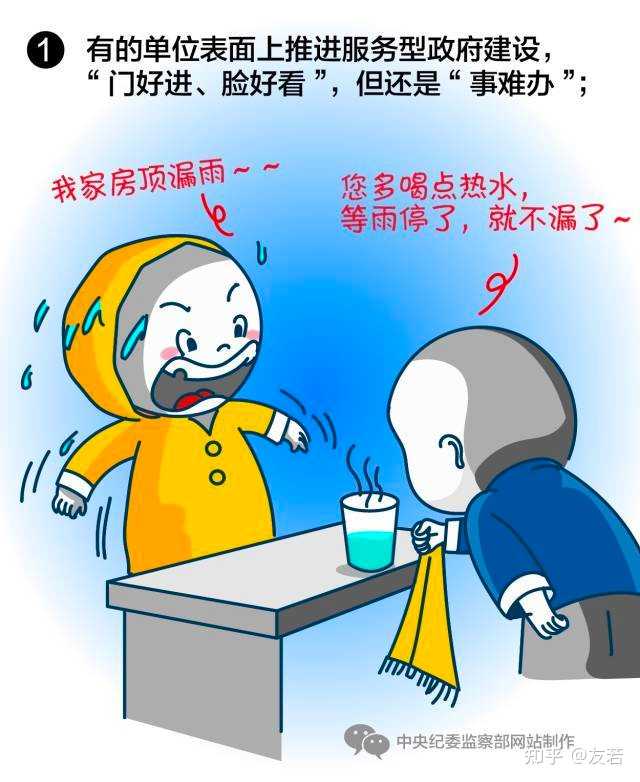 1 有的单位表面上推进服务型政府建设，
“门好进、脸好看”，但还是“事难办”；
我家房顶漏雨～～
您多喝点热水，
等雨停了，就不漏了～
中央纪委监察部网站制作
知乎 @友若